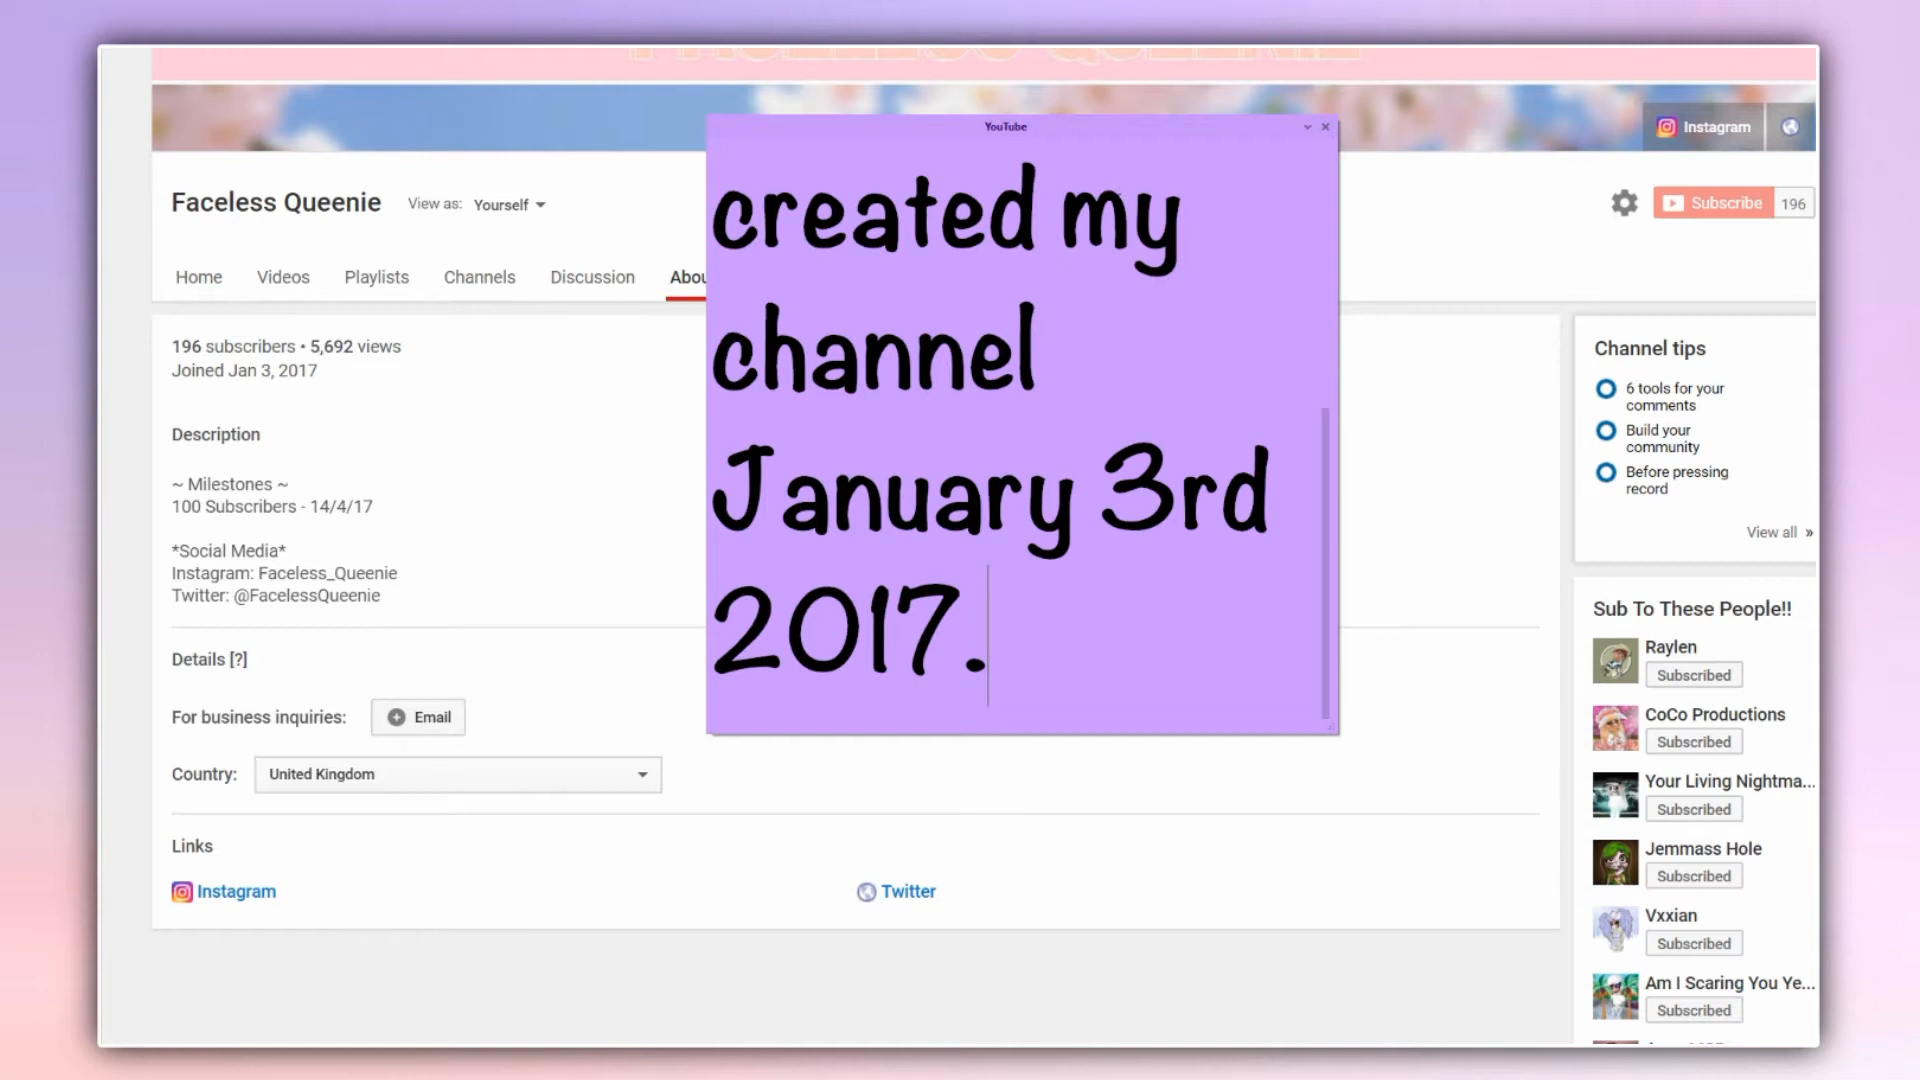 YouTube
created my
channel
January 3rd
2017.
Instagram
Faceless Queenie View as: Yourself
Subscribe 196
Home Videos Playlists Channels Discussion Abou
196 subscribers • 5,692 views
Joined Jan 3, 2017
Description
~ Milestones ~
100 Subscribers - 14/4/17
*Social Media*
Instagram: Faceless_Queenie
Twitter: @FacelessQueenie
Details [?]
For business inquiries: Email
Country: United Kingdom
Links
Instagram Twitter
Channel tips
6 tools for your
comments
Build your
community
Before pressing
record
View all »
Sub To These People!!
Raylen
Subscribed
CoCo Productions
Subscribed
Your Living Nightma...
Subscribed
Jemmass Hole
Subscribed
Vxxian
Subscribed
Am I Scaring You Ye...
Subscribed